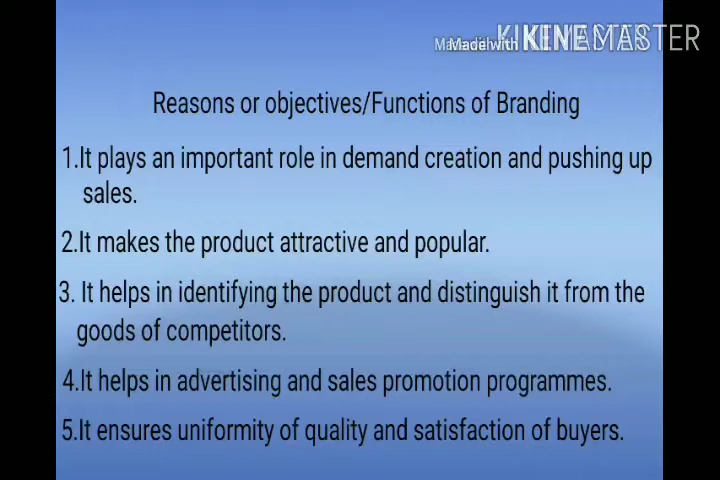 Made with KINEMASTER
Reasons or objectives/Functions of Branding
1.It plays an important role in demand creation and pushing up
sales.
2.It makes the product attractive and popular.
3. It helps in identifying the product and distinguish it from the
goods of competitors.
4.It helps in advertising and sales promotion programmes.
5.It ensures uniformity of quality and satisfaction of buyers.